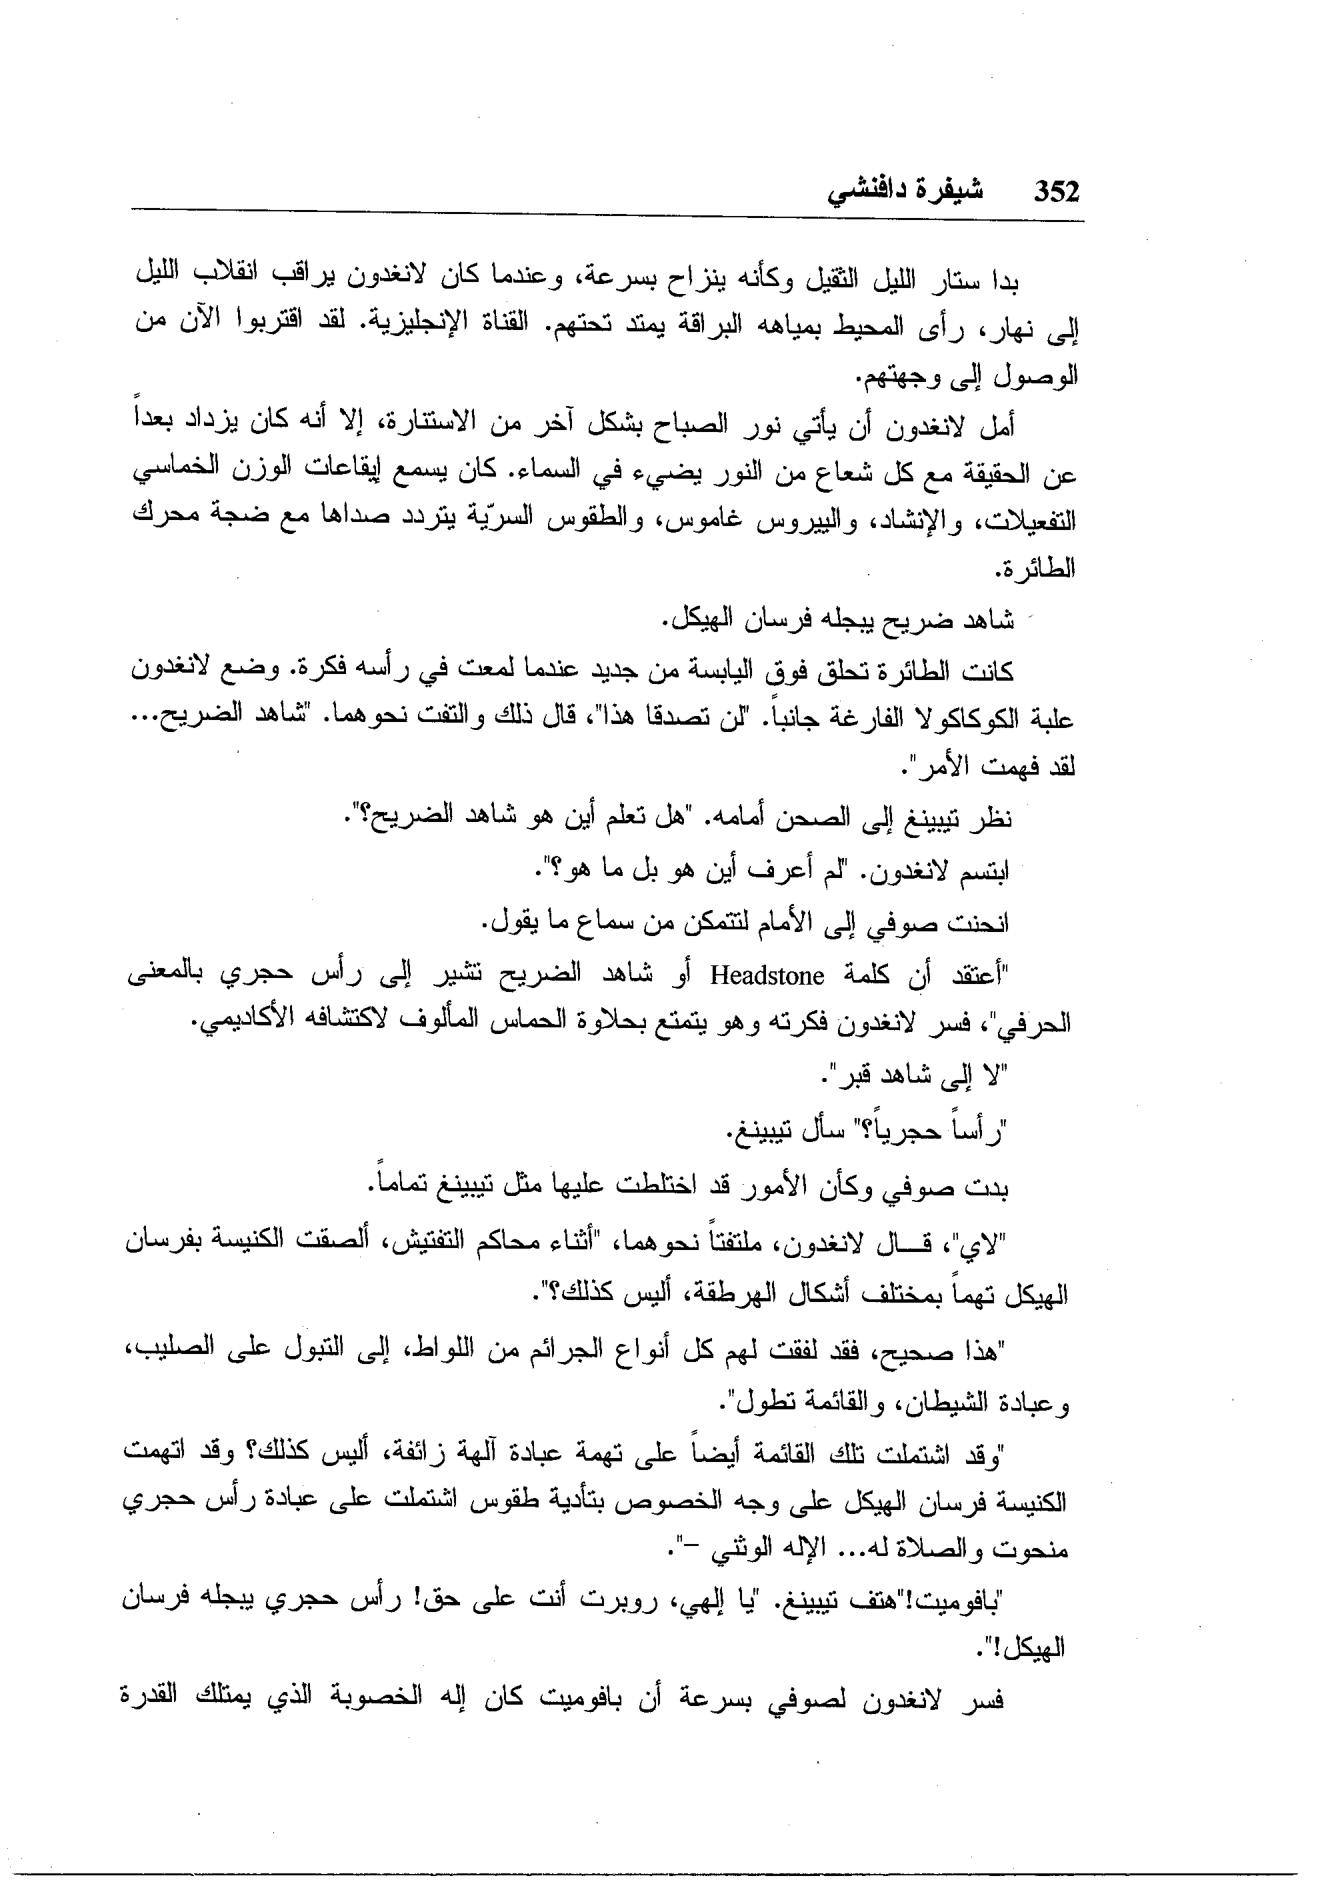 352 شيفرة دافنشي
بدا ستار الليل الثقيل وكأنه ينزاح بسرعة، وعندما كان لانغدون يراقب انقلاب الليل
إلى نهار، رأى المحيط بمياهه البراقة يمتد تحتهم. القناة الإنجليزية. لقد اقتربوا الآن من
الوصول إلى وجهتهم.
أمل لانغدون أن يأتي نور الصباح بشكل آخر من الاستنارة، إلا أنه كان يزداد بعداً
عن الحقيقة مع كل شعاع من النور يضيء في السماء. كان يسمع إيقاعات الوزن الخماسي
التفعيلات، والإنشاد، والبيروس غاموس، والطقوس السرّية يتردد صداها مع ضجة محرك
الطائرة.
شاهد ضريح يبجله فرسان الهيكل.
كانت الطائرة تحلق فوق اليابسة من جديد عندما لمعت في رأسه فكرة. وضع لانغدون
علبة الكوكاكولا الفارغة جانباً. "لن تصدقا هذا"، قال ذلك والتفت نحوهما. "شاهد الضريح...
لقد فهمت الأمر".
نظر تيبينغ إلى الصحن أمامه. "هل تعلم أين هو شاهد الضريح؟".
ابتسم لانغدون. "لم أعرف أين هو بل ما هو؟".
انحنت صوفي إلى الأمام لتتمكن من سماع ما يقول.
"أعتقد أن كلمة Headstone أو شاهد الضريح تشير إلى رأس حجري بالمعنى
الحرفي"، فسر لانغدون فكرته وهو يتمتع بحلاوة الحماس المألوف لاكتشافه الأكاديمي.
"لا إلى شاهد قبر".
"رأساً حجرياً؟" سأل تيبينغ.
بدت صوفي وكأن الأمور قد اختلطت عليها مثل تيبينغ تماماً.
"لاي"، قـــال لانغدون، ملتفتاً نحوهما، "أثناء محاكم التفتيش، ألصقت الكنيسة بفرسان
الهيكل تهماً بمختلف أشكال الهرطقة، أليس كذلك؟".
"هذا صحيح، فقد لفقت لهم كل أنواع الجرائم من اللواط، إلى التبول على الصليب،
وعبادة الشيطان، والقائمة تطول".
"وقد اشتملت تلك القائمة أيضاً على تهمة عبادة آلهة زائفة، أليس كذلك؟ وقد اتهمت
الكنيسة فرسان الهيكل على وجه الخصوص بتأدية طقوس اشتملت على عبادة رأس حجري
منحوت والصلاة له... الإله الوثني –".
"بافوميت!"هتف تيبينغ. "يا إلهي، روبرت أنت على حق! رأس حجري يبجله فرسان
الهيكل!".
فسر لانغدون لصوفي بسرعة أن بافوميت كان إله الخصوبة الذي يمتلك القدرة